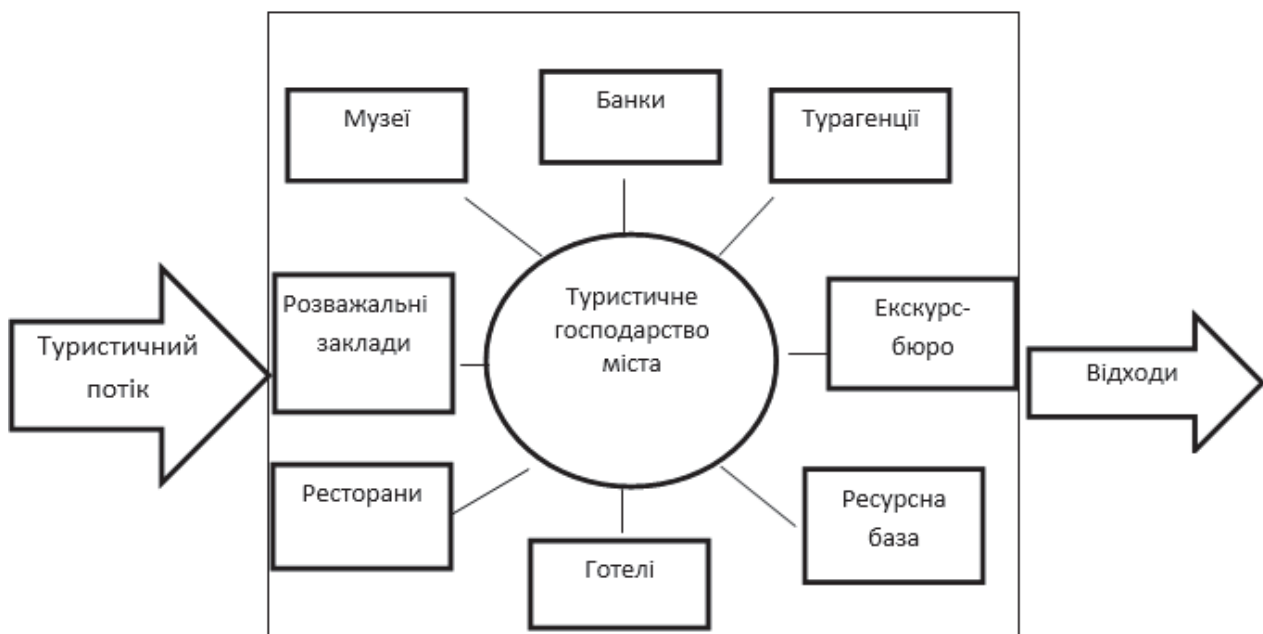 Музеї
Банки
Турагенції
Туристичний
потік
Розважальні
заклади
Туристичне
господарство
міста
Екскурс-
бюро
Відходи
Ресторани
Готелі
Ресурсна
база